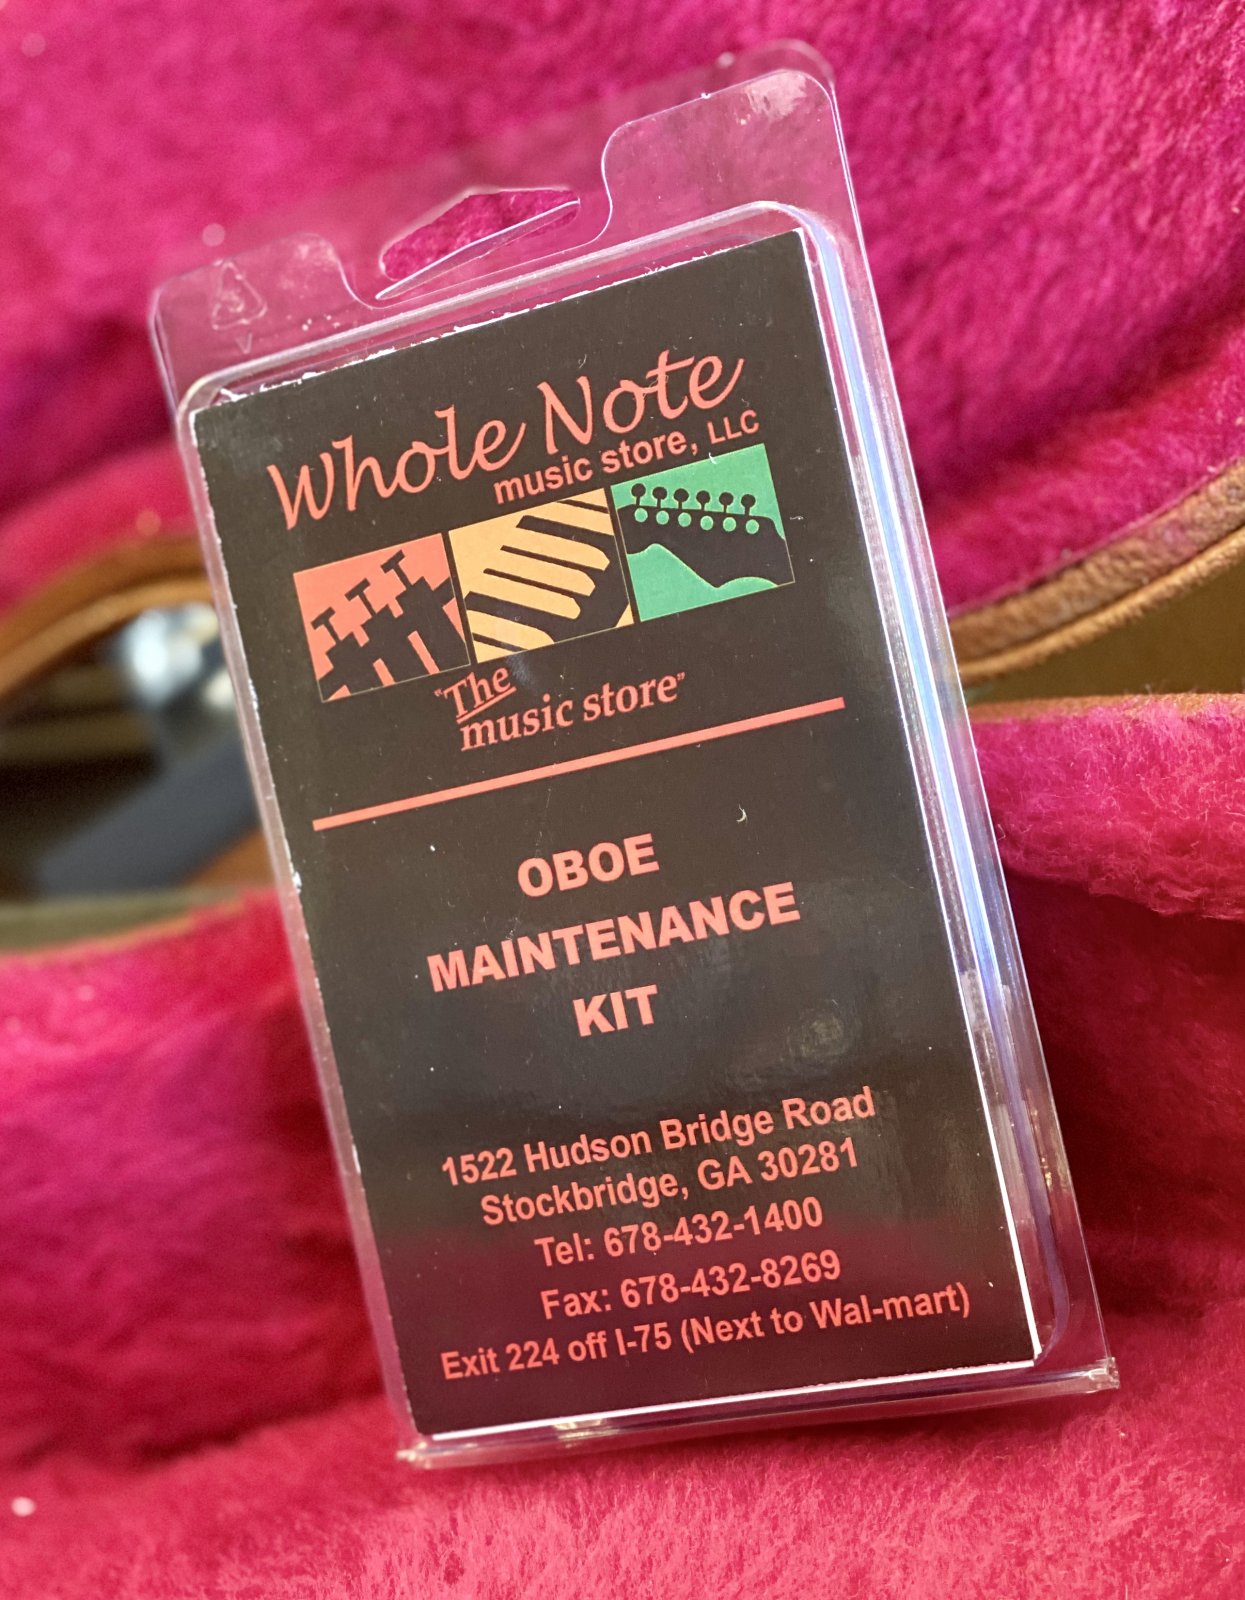 Whole Note
music store, LLC
"The
music store"
OBOE
MAINTENANCE
KIT
1522 Hudson Bridge Road
Stockbridge, GA 30281
Tel: 678-432-1400
Fax: 678-432-8269
Exit 224 off I-75 (Next to Wal-mart)